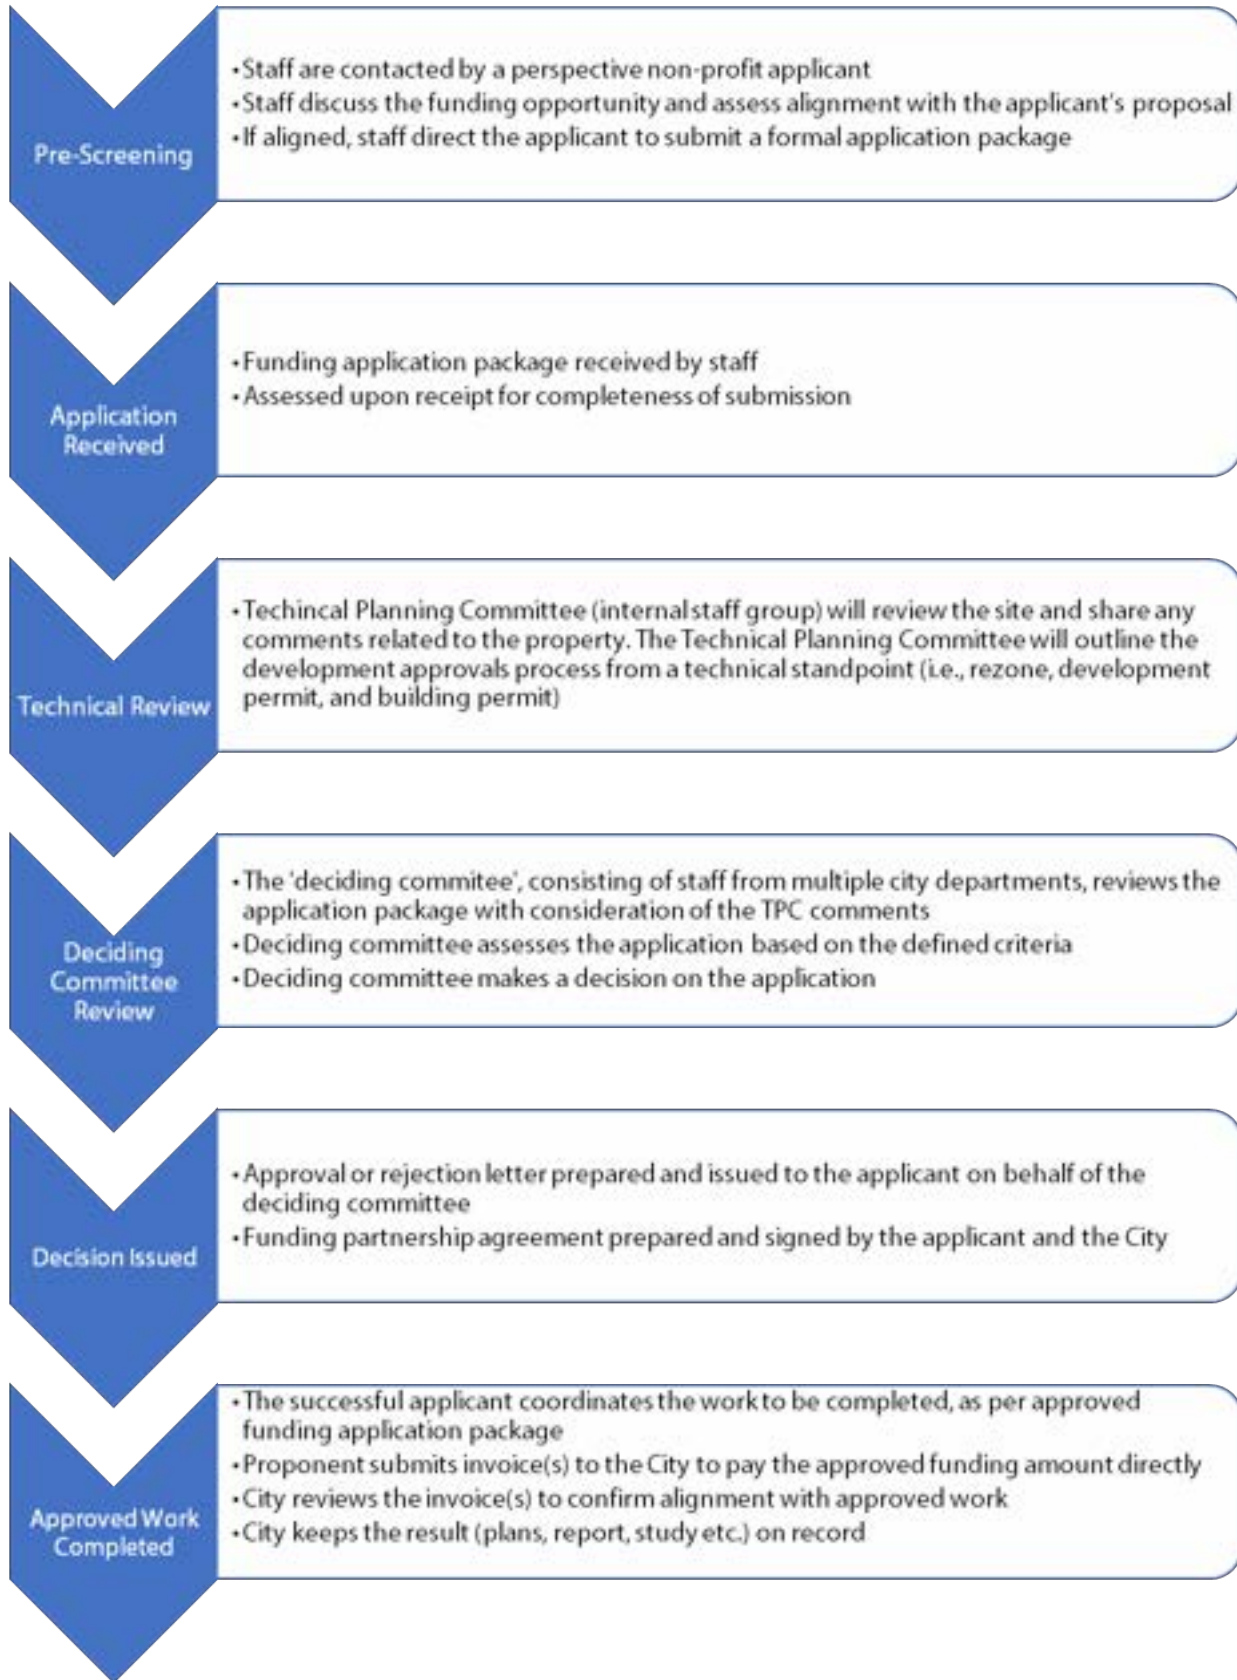 Pre-Screening
•Staff are contacted by a perspective non-profit applicant
•Staff discuss the funding opportunity and assess alignment with the applicant's proposal
•If aligned, staff direct the applicant to submit a formal application package
Application
Received
•Funding application package received by staff
•Assessed upon receipt for completeness of submission
Technical Review
•Techincal Planning Committee (internal staff group) will review the site and share any
comments related to the property. The Technical Planning Committee will outline the
development approvals process from a technical standpoint (i.e., rezone, development
permit, and building permit)
Deciding
Committee
Review
•The 'deciding commitee', consisting of staff from multiple city departments, reviews the
application package with consideration of the TPC comments
•Deciding committee assesses the application based on the defined criteria
•Deciding committee makes a decision on the application
Decision Issued
•Approval or rejection letter prepared and issued to the applicant on behalf of the
deciding committee
•Funding partnership agreement prepared and signed by the applicant and the City
Approved Work
Completed
•The successful applicant coordinates the work to be completed, as per approved
funding application package
•Proponent submits invoice(s) to the City to pay the approved funding amount directly
•City reviews the invoice(s) to confirm alignment with approved work
•City keeps the result (plans, report, study etc.) on record